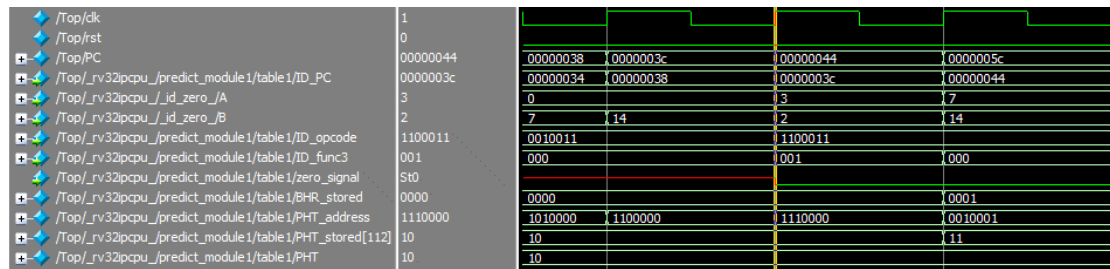 /Top/clk 1
/Top/rst 0
/Top/PC 00000044 00000038 0000003c 00000044 0000005c
/Top/_rv32ipcpu_/predict_module1/table1/ID_PC 0000003c 00000034 00000038 0000003c 00000044
/Top/_rv32ipcpu_/_id_zero_/A 3 0 3 7
/Top/_rv32ipcpu_/_id_zero_/B 2 7 14 2 14
/Top/_rv32ipcpu_/predict_module1/table1/ID_opcode 1100011 0010011 1100011
/Top/_rv32ipcpu_/predict_module1/table1/ID_func3 001 000 001 000
/Top/_rv32ipcpu_/predict_module1/table1/zero_signal St0
/Top/_rv32ipcpu_/predict_module1/table1/BHR_stored 0000 0000 0001
/Top/_rv32ipcpu_/predict_module1/table1/PHT_address 1110000 1010000 1100000 1110000 0010001
/Top/_rv32ipcpu_/predict_module1/table1/PHT_stored[112] 10 10 11
/Top/_rv32ipcpu_/predict_module1/table1/PHT 10 10